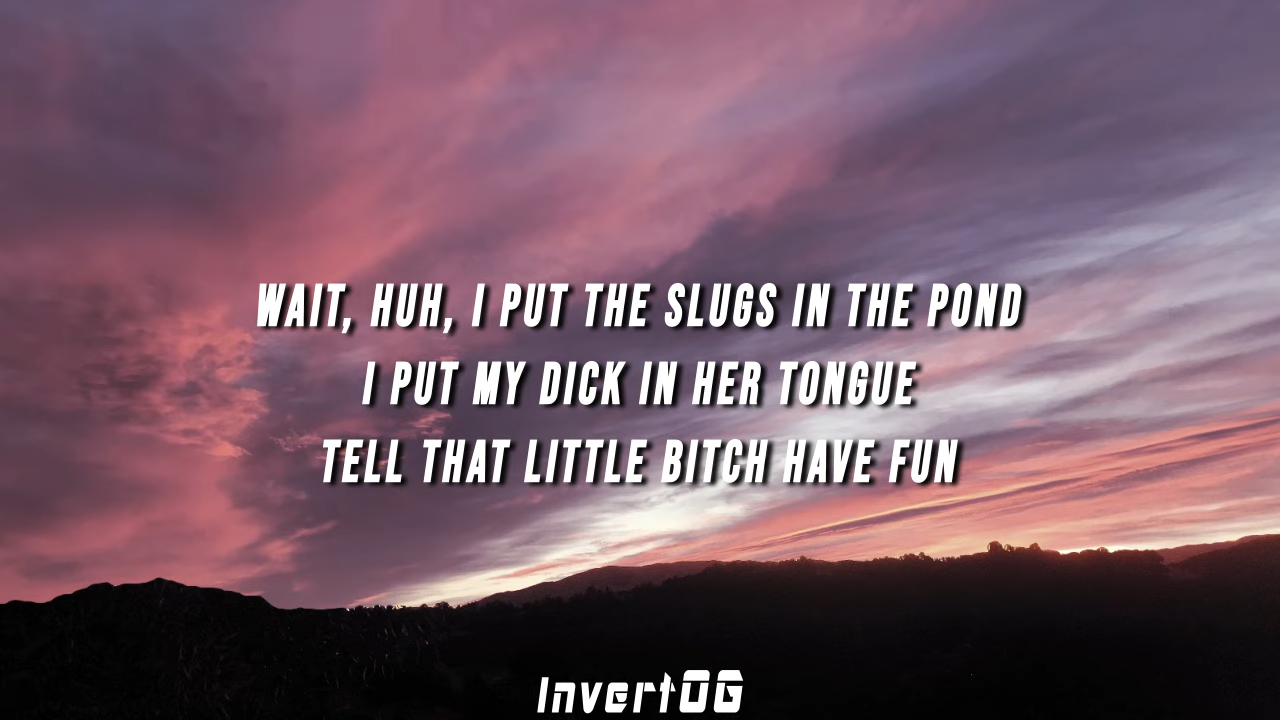 WAIT, HUH, I PUT THE SLUGS IN THE POND
I PUT MY DICK IN HER TONGUE
TELL THAT LITTLE BITCH HAVE FUN
InvertOG